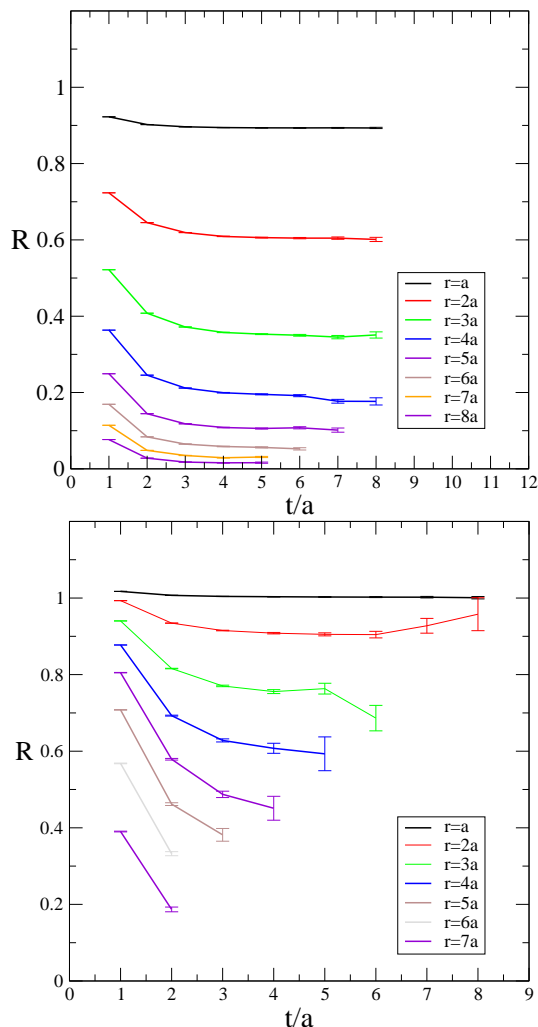 1
0.8
0.6
R
0.4
0.2
0
r=a
r=2a
r=3a
r=4a
r=5a
r=6a
r=7a
r=8a
0 1 2 3 4 5 6 7 8 9 10 11 12
t/a
1
0.8
R 0.6
0.4
0.2
0
r=a
r=2a
r=3a
r=4a
r=5a
r=6a
r=7a
0 1 2 3 4 5 6 7 8 9
t/a